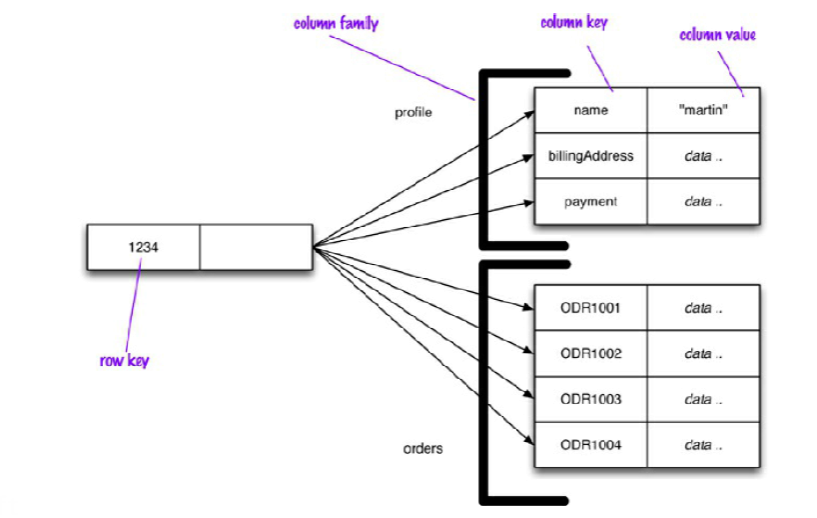 column family
column key
column value
profile
name
"martin"
billingAddress
data ..
payment
data ..
1234
row key
ODR1001
data ..
ODR1002
data ..
ODR1003
data ..
orders
ODR1004
data ..